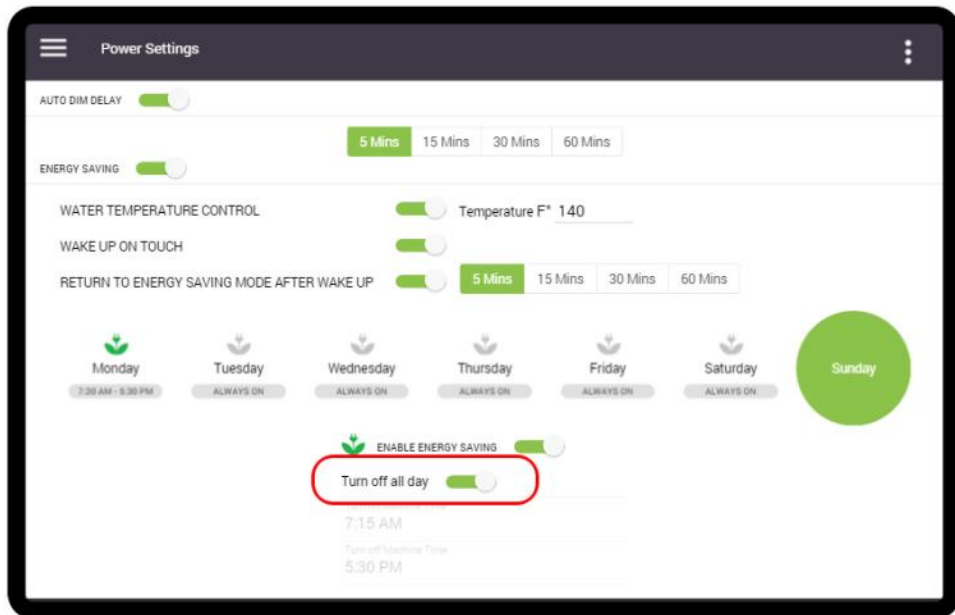 Power Settings
AUTO DIM DELAY
5 Mins 15 Mins 30 Mins 60 Mins
ENERGY SAVING
WATER TEMPERATURE CONTROL Temperature F° 140
WAKE UP ON TOUCH
RETURN TO ENERGY SAVING MODE AFTER WAKE UP 5 Mins 15 Mins 30 Mins 60 Mins
Monday Tuesday Wednesday Thursday Friday Saturday Sunday
7:30 AM - 5:30 PM ALWAYS ON ALWAYS ON ALWAYS ON ALWAYS ON ALWAYS ON
ENABLE ENERGY SAVING
Turn off all day
7:15 AM
Turn off Machine Time
5:30 PM